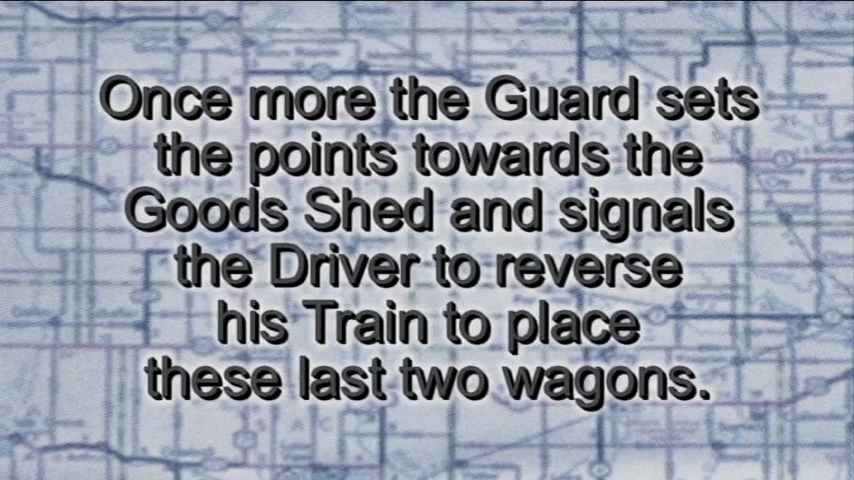 Once more the Guard sets
the points towards the
Goods Shed and signals
the Driver to reverse
his Train to place
these last two wagons.